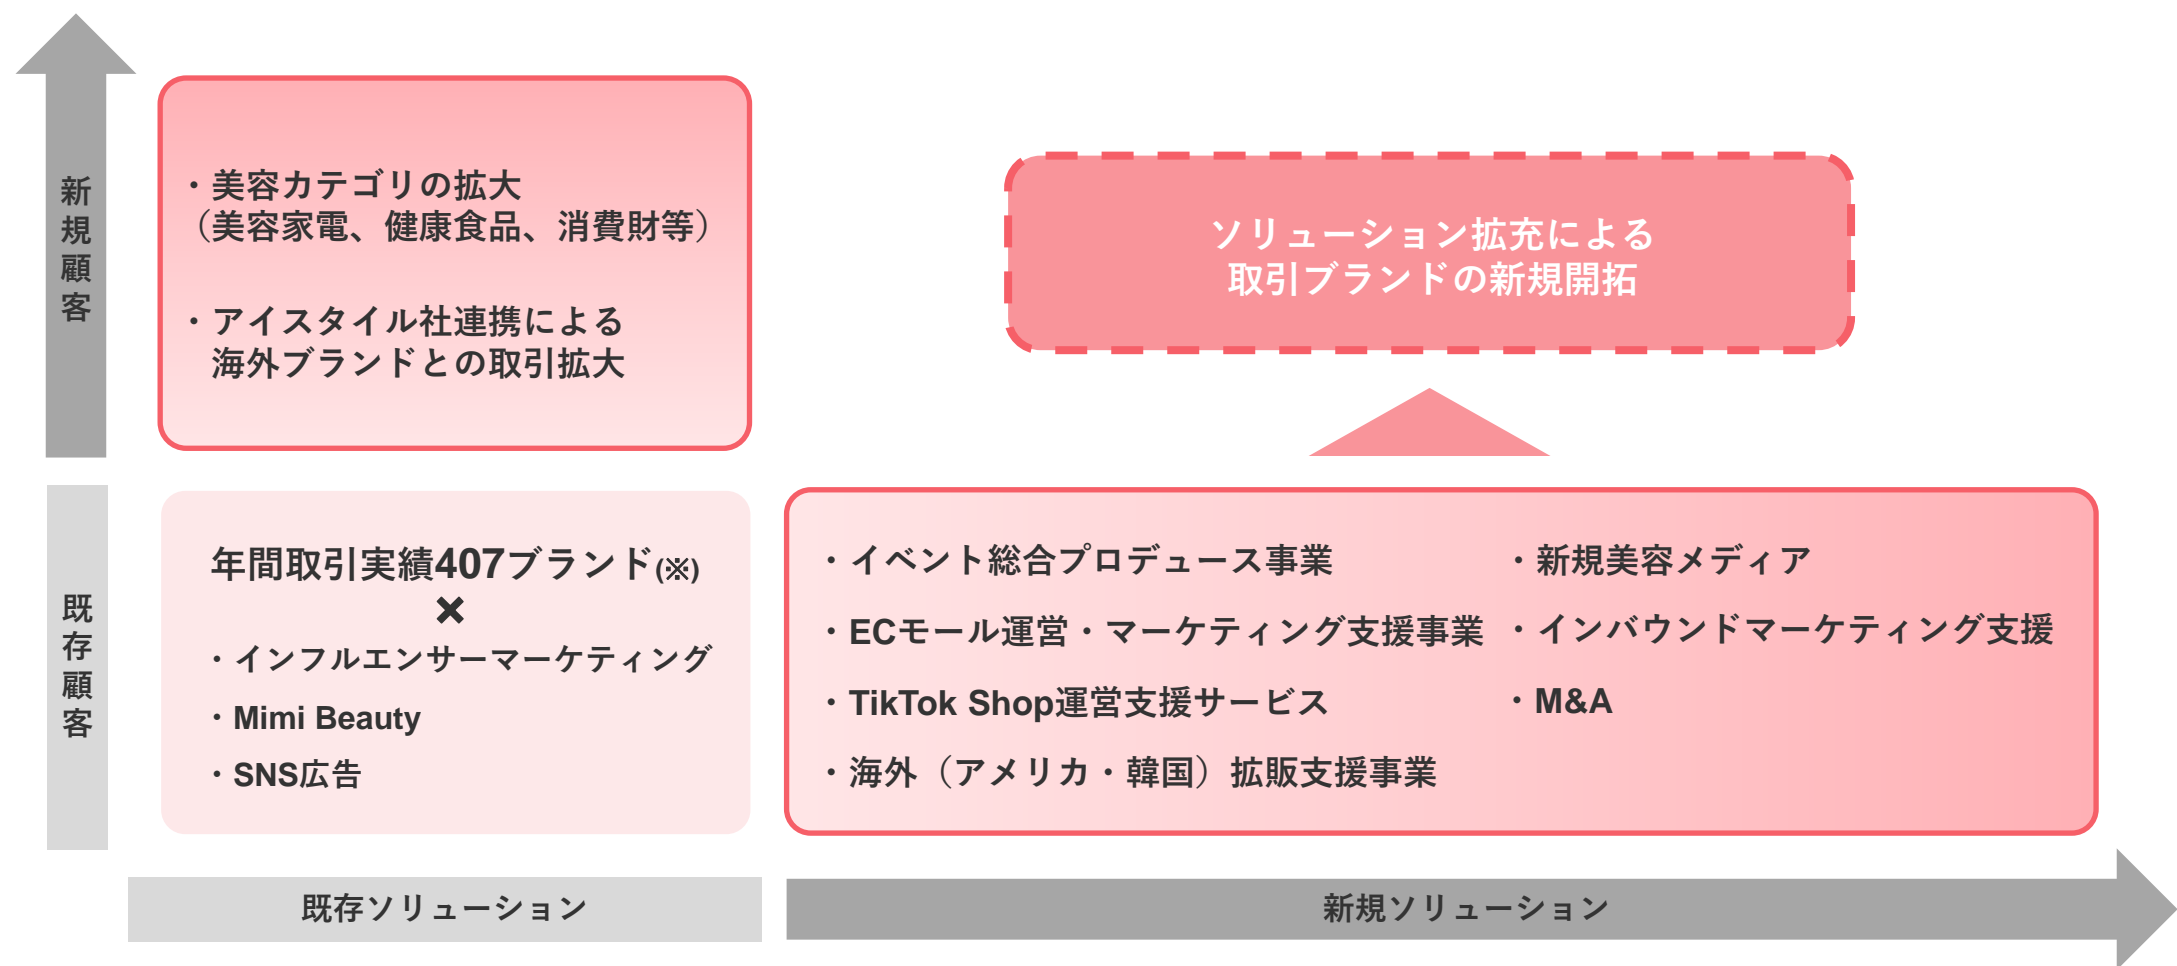 新規顧客
・美容カテゴリの拡大
（美容家電、健康食品、消費財等）
・アイスタイル社連携による
海外ブランドとの取引拡大
ソリューション拡充による
取引ブランドの新規開拓
既存顧客
年間取引実績407ブランド(※)
×
・インフルエンサーマーケティング
・Mimi Beauty
・SNS広告
・イベント総合プロデュース事業
・ECモール運営・マーケティング支援事業
・TikTok Shop運営支援サービス
・海外（アメリカ・韓国）拡販支援事業
・新規美容メディア
・インバウンドマーケティング支援
・M&A
既存ソリューション
新規ソリューション